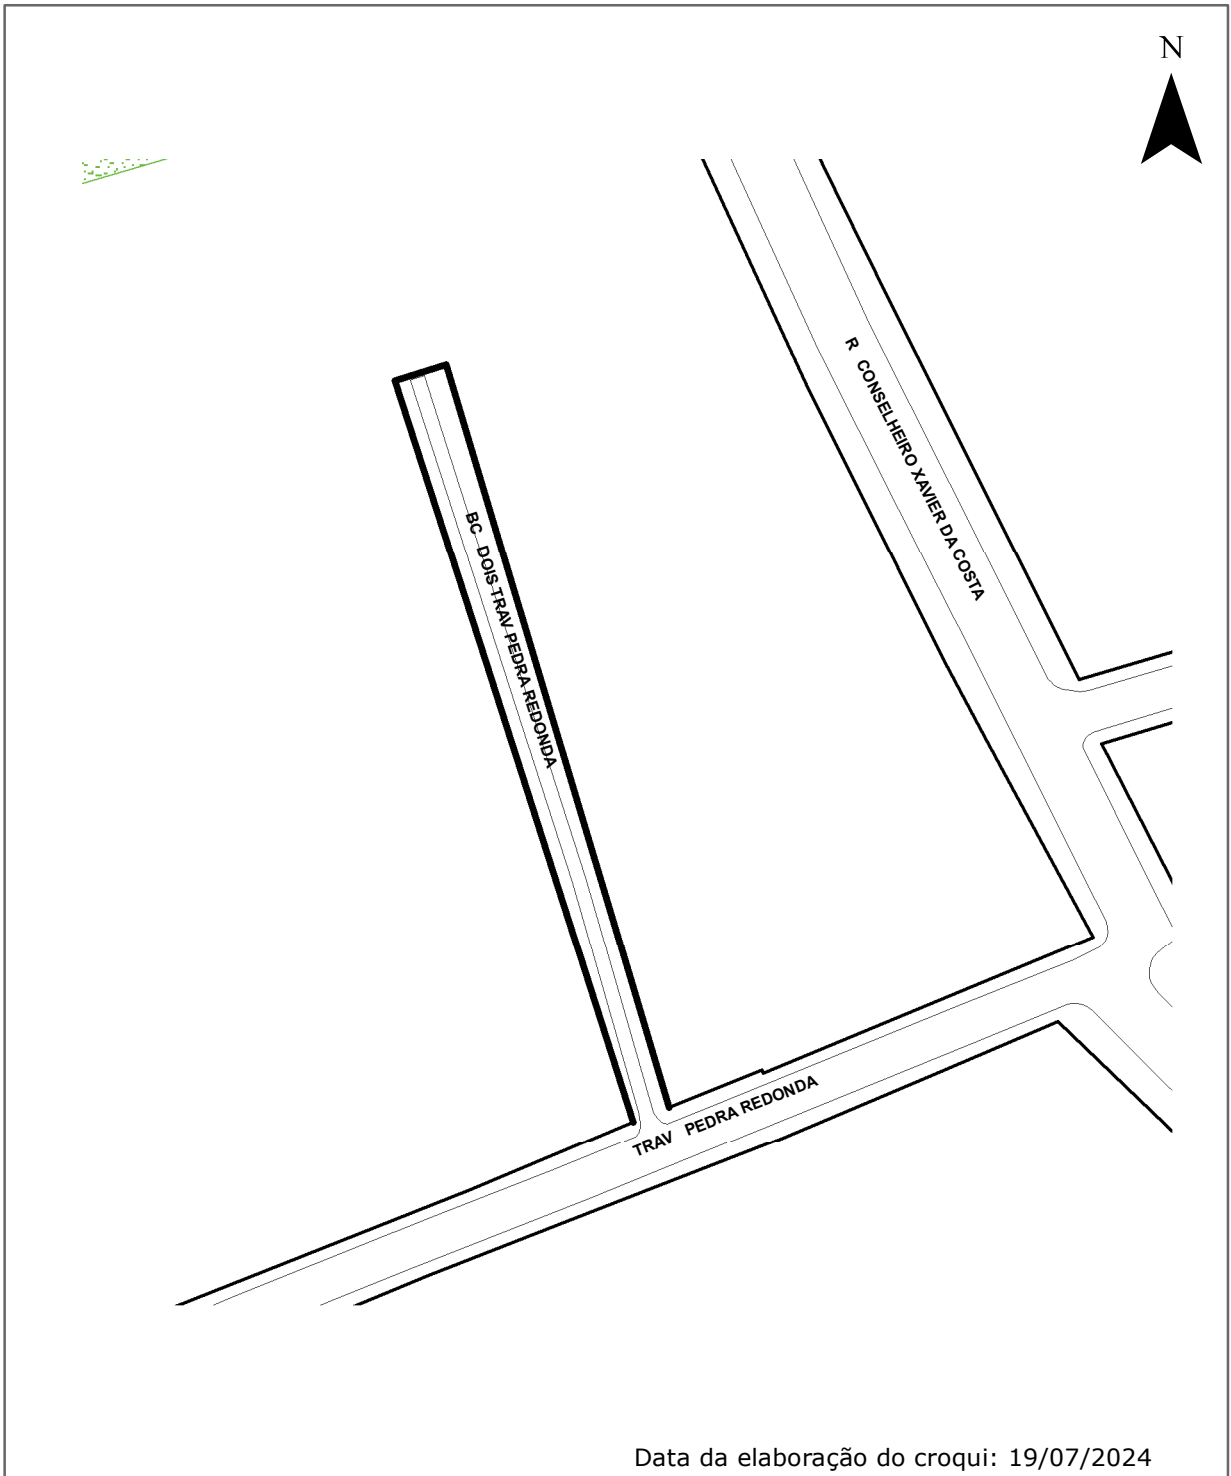 N
R CONSELHEIRO XAVIER DA COSTA
BC DOIS TRAV PEDRA REDONDA
TRAV PEDRA REDONDA
Data da elaboração do croqui: 19/07/2024